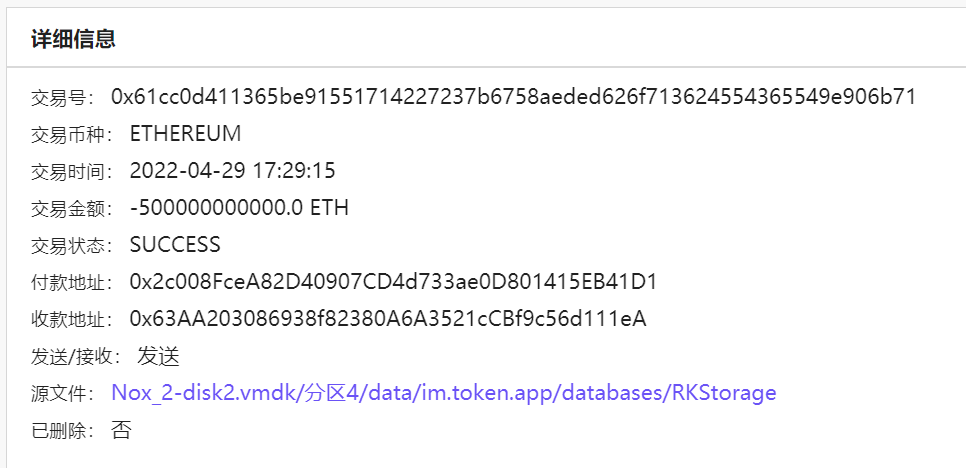 详细信息
交易号： 0x61cc0d411365be91551714227237b6758aeded626f713624554365549e906b71
交易币种： ETHEREUM
交易时间： 2022-04-29 17:29:15
交易金额： -500000000000.0 ETH
交易状态： SUCCESS
付款地址： 0x2c008FceA82D40907CD4d733ae0D801415EB41D1
收款地址： 0x63AA203086938f82380A6A3521cCBf9c56d111eA
发送/接收： 发送
源文件： Nox_2-disk2.vmdk/分区4/data/im.token.app/databases/RKStorage
已删除： 否